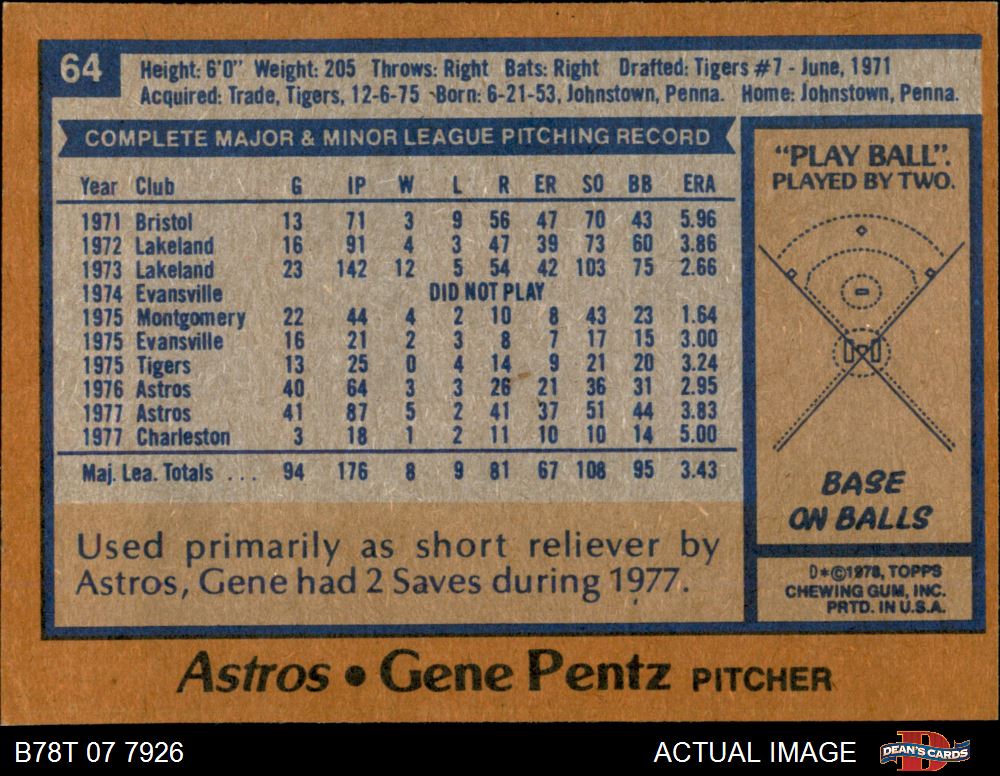 64
Height: 6'0" Weight: 205 Throws: Right Bats: Right Drafted: Tigers #7 - June, 1971
Acquired: Trade, Tigers, 12-6-75 Born: 6-21-53, Johnstown, Penna. Home: Johnstown, Penna.
COMPLETE MAJOR & MINOR LEAGUE PITCHING RECORD
Year Club G IP W L R ER SO BB ERA
1971 Bristol 13 71 3 9 56 47 70 43 5.96
1972 Lakeland 16 91 4 3 47 39 73 60 3.86
1973 Lakeland 23 142 12 5 54 42 103 75 2.66
1974 Evansville DID NOT PLAY
1975 Montgomery 22 44 4 2 10 8 43 23 1.64
1975 Evansville 16 21 2 3 8 7 17 15 3.00
1975 Tigers 13 25 0 4 14 9 21 20 3.24
1976 Astros 40 64 3 3 26 21 36 31 2.95
1977 Astros 41 87 5 2 41 37 51 44 3.83
1977 Charleston 3 18 1 2 11 10 10 14 5.00
Maj. Lea. Totals ... 94 176 8 9 81 67 108 95 3.43
Used primarily as short reliever by
Astros, Gene had 2 Saves during 1977.
"PLAY BALL".
PLAYED BY TWO.
BASE
ON BALLS
D*©1978, TOPPS
CHEWING GUM, INC.
PRTD. IN U.S.A.
Astros • Gene Pentz PITCHER
B78T 07 7926
ACTUAL IMAGE
DEAN'S CARDS